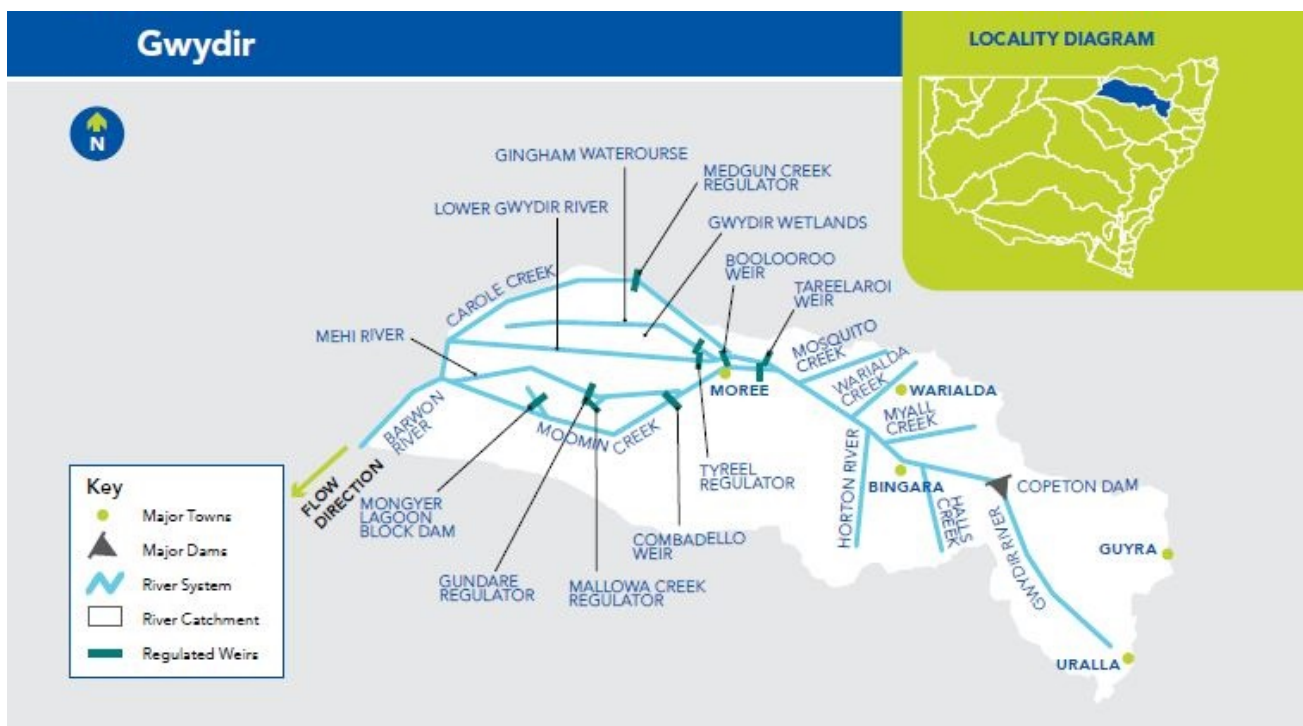 Gwydir
LOCALITY DIAGRAM
N
GINGHAM WATEROURSE
MEDGUN CREEK
REGULATOR
LOWER GWYDIR RIVER
GWYDIR WETLANDS
BOOLOOROO
WEIR
TAREELAROI
WEIR
CAROLE CREEK
MEHI RIVER
MOSQUITO
CREEK
WARIALDA
CREEK
WARIALDA
MOREE
MYALL
CREEK
BARWON
RIVER
MOOMIN CREEK
HORTON RIVER
TYREEL
REGULATOR
BINGARA
HALLS
CREEK
COPETON DAM
FLOW
DIRECTION
MONGYER
LAGOON
BLOCK DAM
COMBADELLO
WEIR
GWYDIR RIVER
GUYRA
GUNDARE
REGULATOR
MALLOWA CREEK
REGULATOR
URALLA
Key
Major Towns
Major Dams
River System
River Catchment
Regulated Weirs